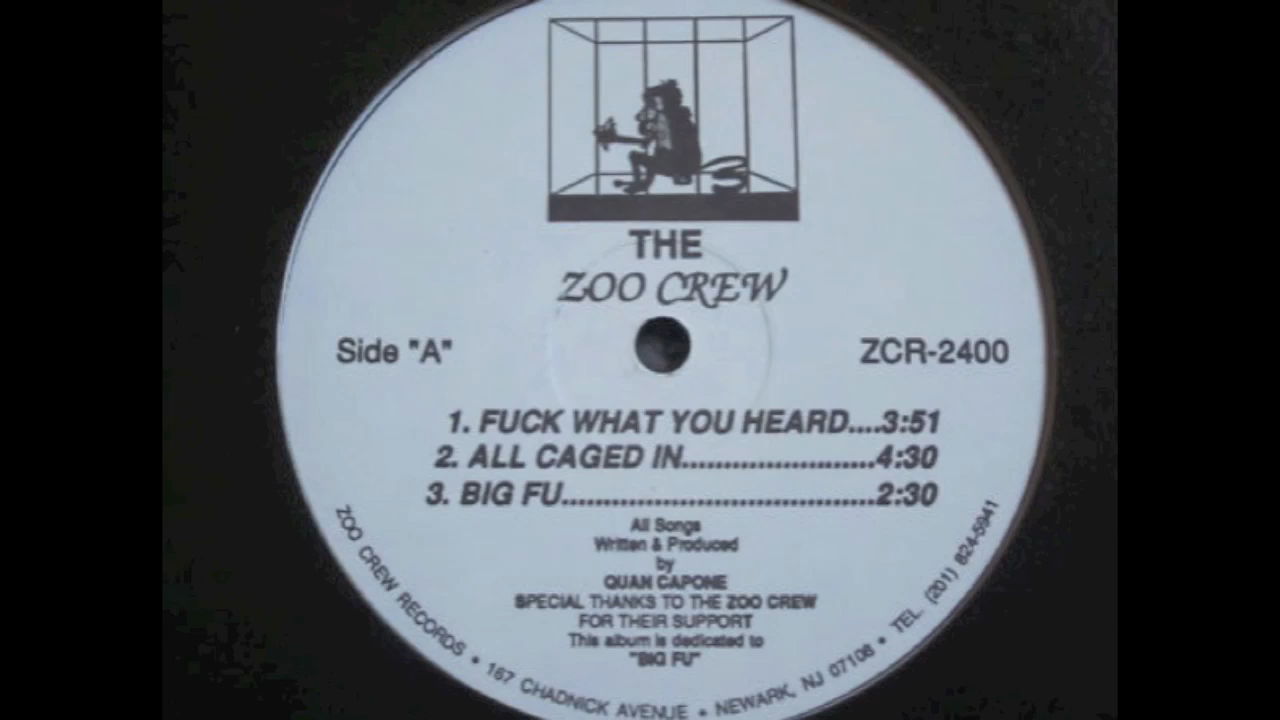 THE
ZOO CREW
Side "A"
ZCR-2400
1. FUCK WHAT YOU HEARD....3:51
2. ALL CAGED IN........................4:30
3. BIG FU......................................2:30
All Songs
Written & Produced
by
QUAN CAPONE
SPECIAL THANKS TO THE ZOO CREW
FOR THEIR SUPPORT
This album is dedicated to
"BIG FU"
ZOO CREW RECORDS • 167 CHADNICK AVENUE • NEWARK, NJ 07108 • TEL. (201) 824-5941